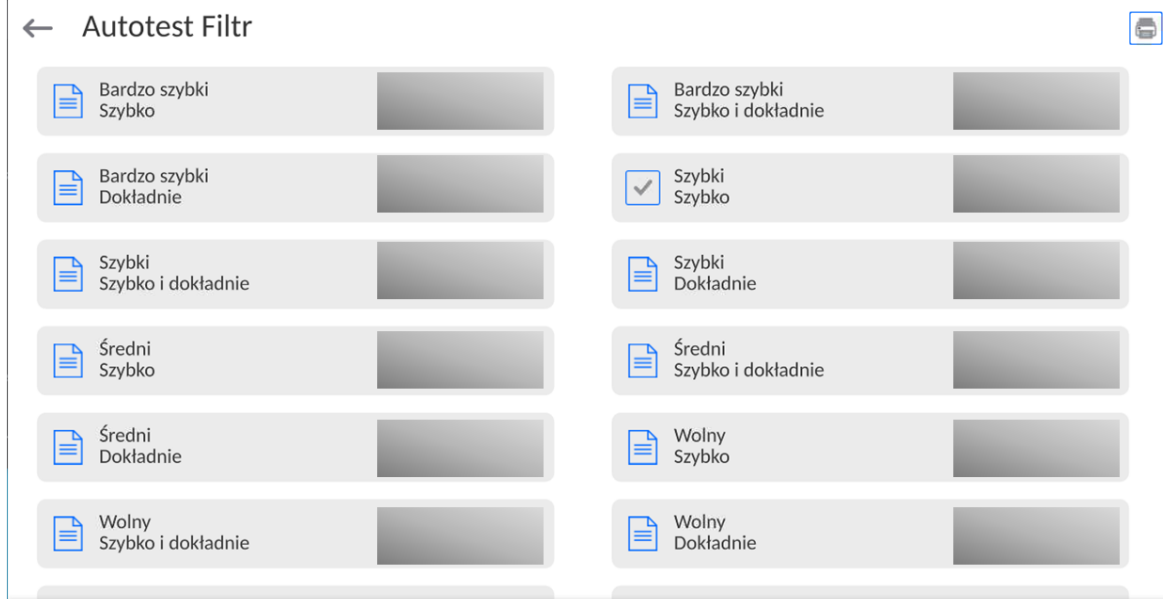 Autotest Filtr
Bardzo szybki
Szybko
Bardzo szybki
Szybko i dokładnie
Bardzo szybki
Dokładnie
Szybki
Szybko
Szybki
Szybko i dokładnie
Szybki
Dokładnie
Średni
Szybko
Średni
Szybko i dokładnie
Średni
Dokładnie
Wolny
Szybko
Wolny
Szybko i dokładnie
Wolny
Dokładnie